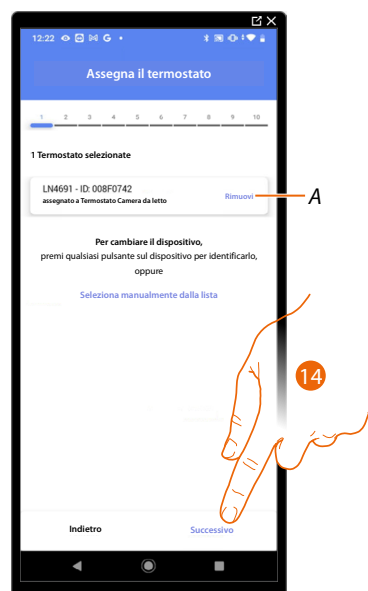 12:22
Assegna il termostato
1 2 3 4 5 6 7 8 9 10
1 Termostato selezionate
LN4691 - ID: 008F0742
assegnato a Termostato Camera da letto
Rimuovi
A
Per cambiare il dispositivo,
premi qualsiasi pulsante sul dispositivo per identificarlo,
oppure
Seleziona manualmente dalla lista
14
Indietro
Successivo